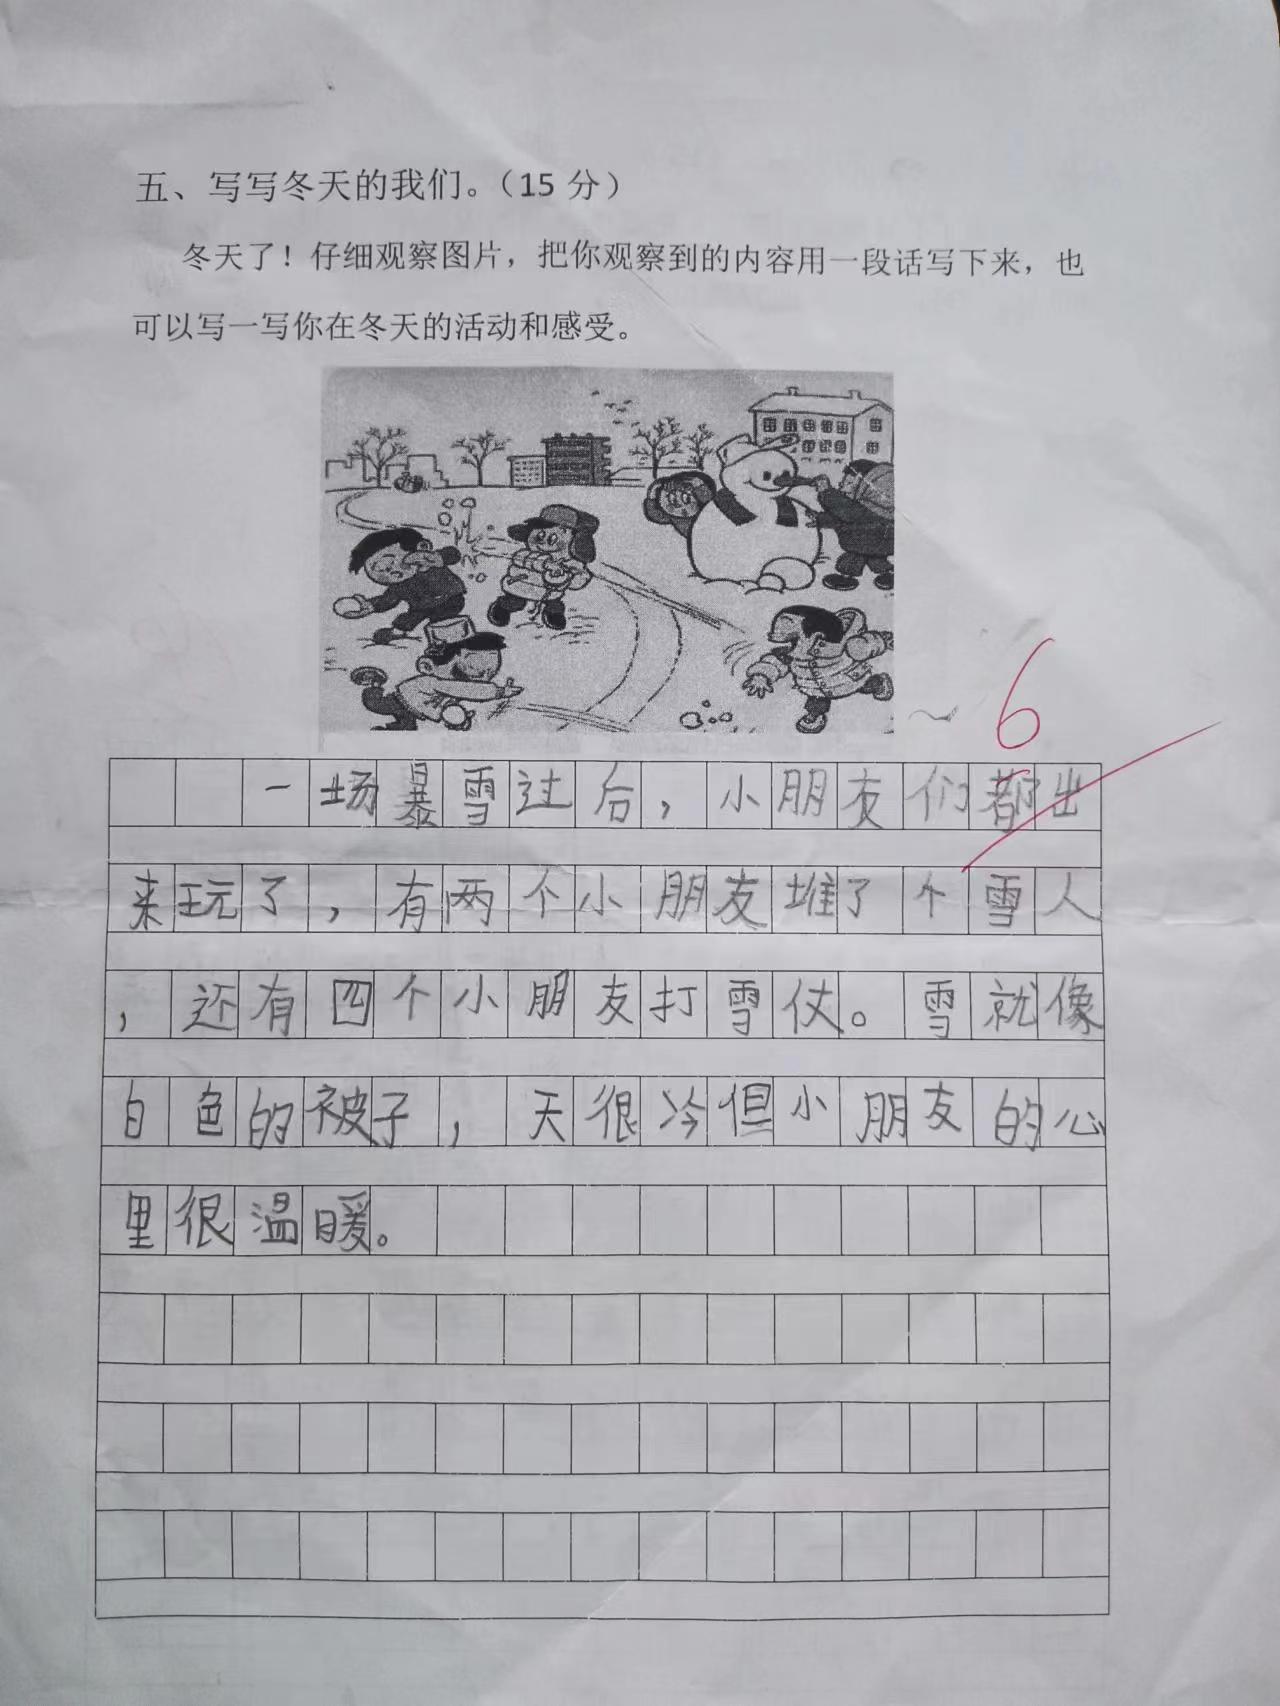 五、写写冬天的我们。（15 分）
冬天了！仔细观察图片，把你观察到的内容用一段话写下来，也
可以写一写你在冬天的活动和感受。
6
一场暴雪过后，小朋友们都出
来玩了，有两个小朋友堆了个雪人
，还有四个小朋友打雪仗。雪就像
白色的被子，天很冷但小朋友的心
里很温暖。